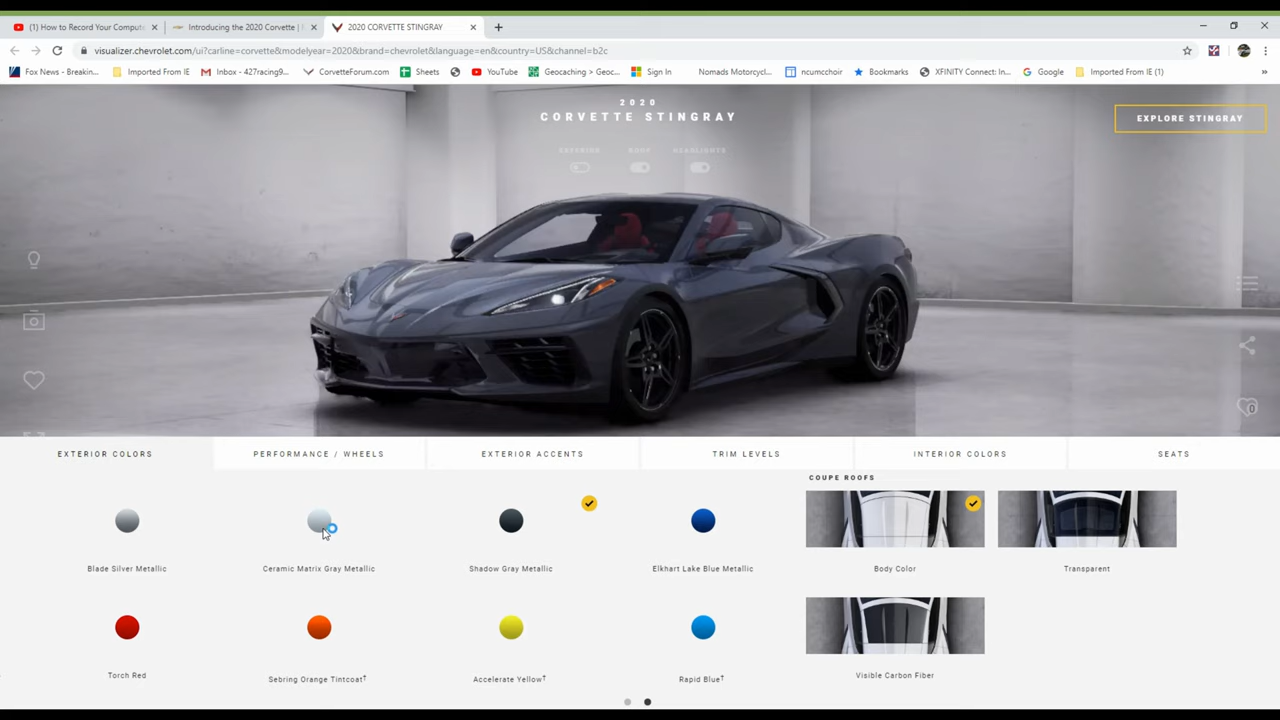 (1) How to Record Your Compute
Introducing the 2020 Corvette |
2020 CORVETTE STINGRAY
visualizer.chevrolet.com/ui?carline=corvette&modelyear=2020&brand=chevrolet&language=en&country=US&channel=b2c
Fox News - Breakin... Imported From IE Inbox - 427racing9... CorvetteForum.com Sheets YouTube Geocaching > Geoc... Sign In Nomads Motorcycl... ncumcchoir Bookmarks XFINITY Connect: In... Google Imported From IE (1) »
2020
CORVETTE STINGRAY
EXPLORE STINGRAY
EXTERIOR ROOF HEADLIGHTS
0
EXTERIOR COLORS PERFORMANCE / WHEELS EXTERIOR ACCENTS TRIM LEVELS INTERIOR COLORS SEATS
COUPE ROOFS
Blade Silver Metallic Ceramic Matrix Gray Metallic Shadow Gray Metallic Elkhart Lake Blue Metallic Body Color Transparent
Torch Red Sebring Orange Tintcoat† Accelerate Yellow† Rapid Blue† Visible Carbon Fiber